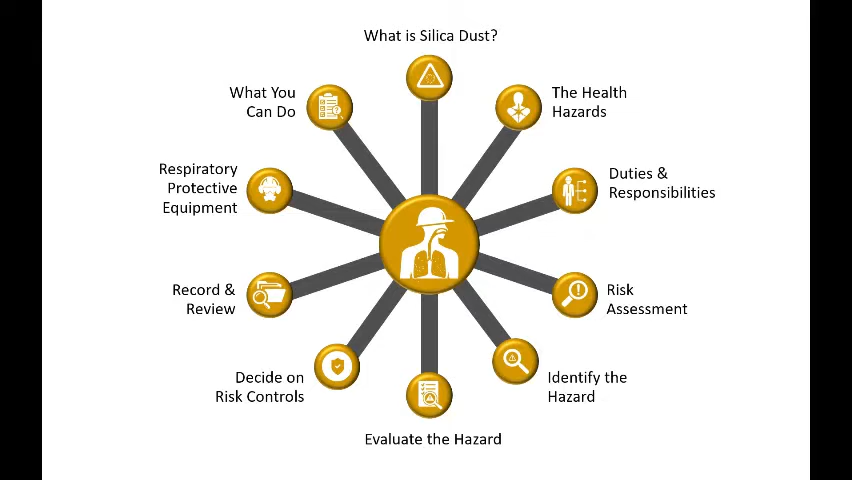 What is Silica Dust?
The Health
Hazards
Duties &
Responsibilities
Risk
Assessment
Identify the
Hazard
Evaluate the Hazard
Decide on
Risk Controls
Record &
Review
Respiratory
Protective
Equipment
What You
Can Do